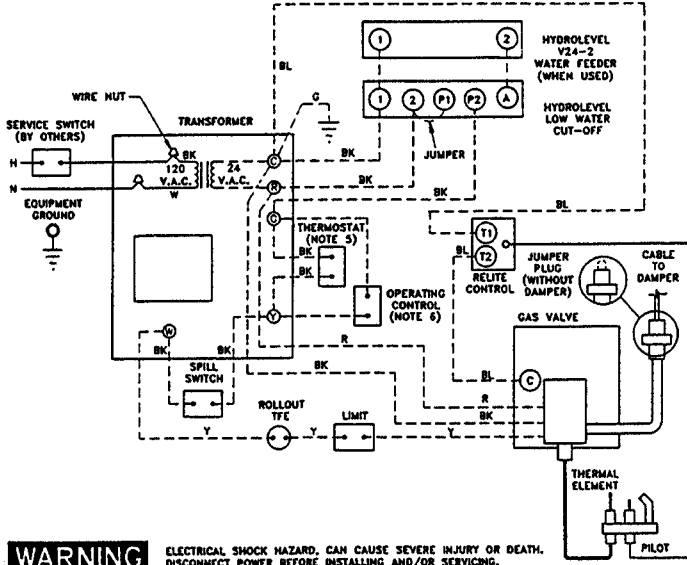 HYDROLEVEL
V24-2
WATER FEEDER
(WHEN USED)
1
2
BL
G
WIRE NUT
TRANSFORMER
1
2
P1
P2
A
HYDROLEVEL
LOW WATER
CUT-OFF
SERVICE SWITCH
(BY OTHERS)
JUMPER
H
BK
120
V.A.C.
24
V.A.C.
C
BK
N
W
R
BK
BK
EQUIPMENT
GROUND
G
THERMOSTAT
(NOTE 5)
BK
BK
BL
T1
T2
BL
RELITE
CONTROL
JUMPER
PLUG
(WITHOUT
DAMPER)
CABLE
TO
DAMPER
OPERATING
CONTROL
(NOTE 6)
Y
W
GAS VALVE
R
BK
BK
BK
SPILL
SWITCH
BL
C
R
BK
ROLLOUT
TFE
LIMIT
Y
Y
Y
THERMAL
ELEMENT
PILOT
WARNING
ELECTRICAL SHOCK HAZARD, CAN CAUSE SEVERE INJURY OR DEATH.
DISCONNECT POWER BEFORE INSTALLING AND/OR SERVICING.